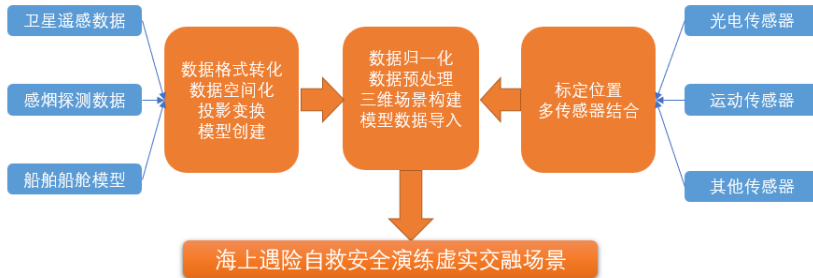 卫星遥感数据
感烟探测数据
船舶船舱模型
数据格式转化
数据空间化
投影变换
模型创建
数据归一化
数据预处理
三维场景构建
模型数据导入
标定位置
多传感器结合
光电传感器
运动传感器
其他传感器
海上遇险自救安全演练虚实交融场景